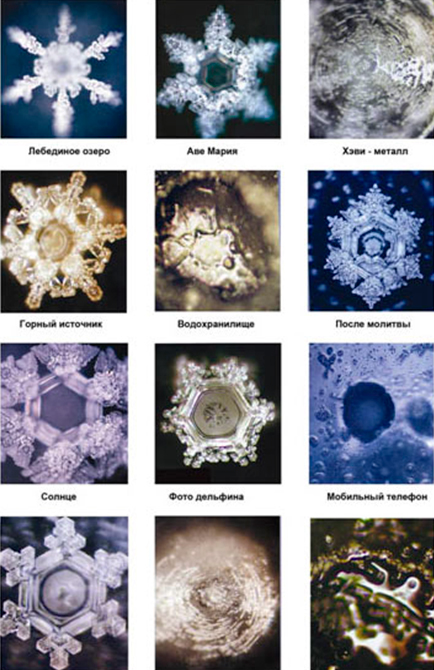 Лебединое озеро
Аве Мария
Хэви - металл
Горный источник
Водохранилище
После молитвы
Солнце
Фото дельфина
Мобильный телефон